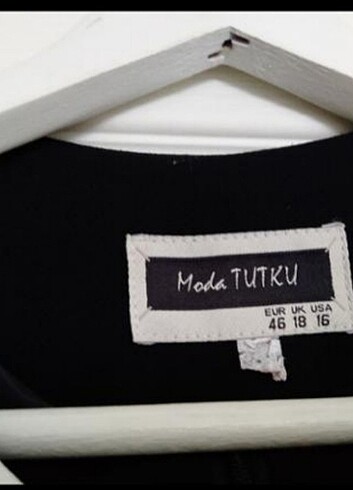 Moda TUTKU
EUR UK USA
46 18 16